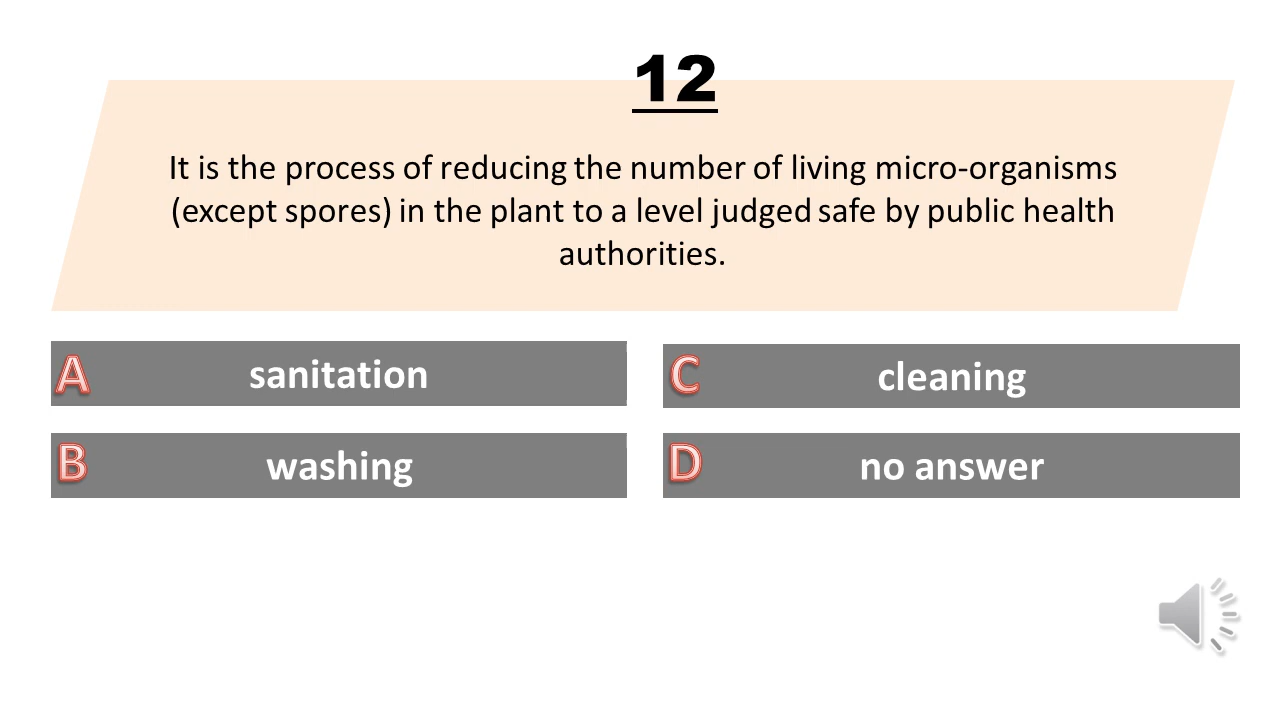 12
It is the process of reducing the number of living micro-organisms
(except spores) in the plant to a level judged safe by public health
authorities.
A sanitation
C cleaning
B washing
D no answer